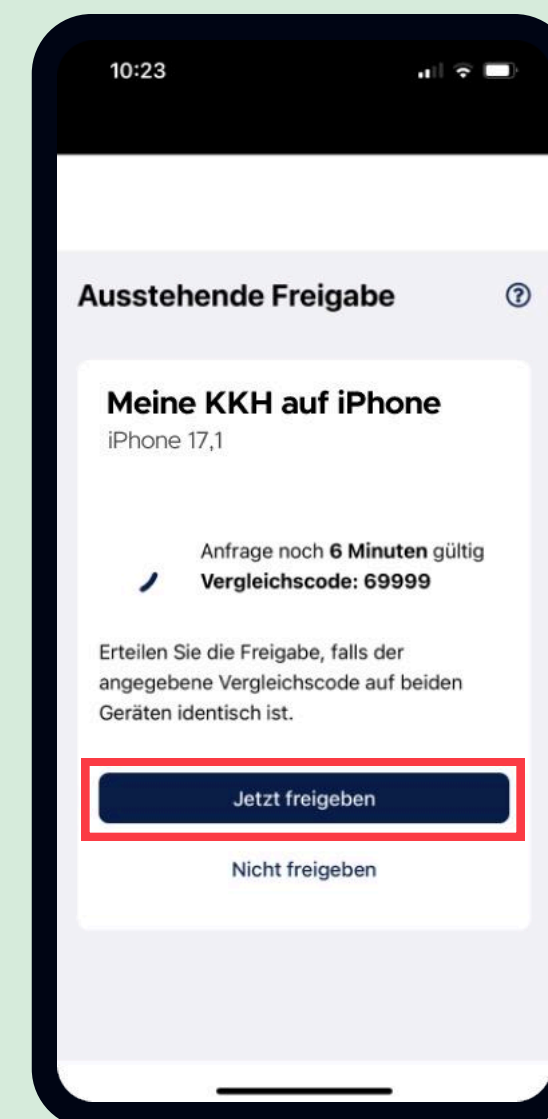 10:23
Ausstehende Freigabe
Meine KKH auf iPhone
iPhone 17,1
Anfrage noch 6 Minuten gültig
Vergleichscode: 69999
Erteilen Sie die Freigabe, falls der
angegebene Vergleichscode auf beiden
Geräten identisch ist.
Jetzt freigeben
Nicht freigeben